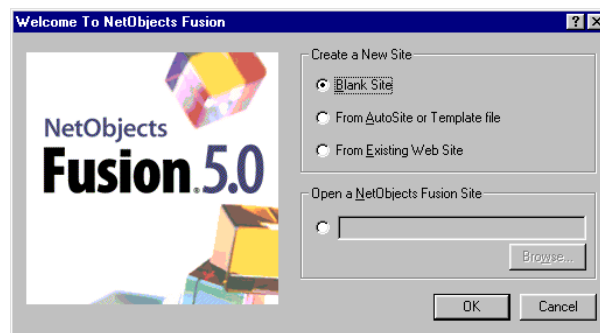 Welcome To NetObjects Fusion
NetObjects
Fusion® 5.0
Create a New Site
Blank Site
From AutoSite or Template file
From Existing Web Site
Open a NetObjects Fusion Site
Browse...
OK
Cancel